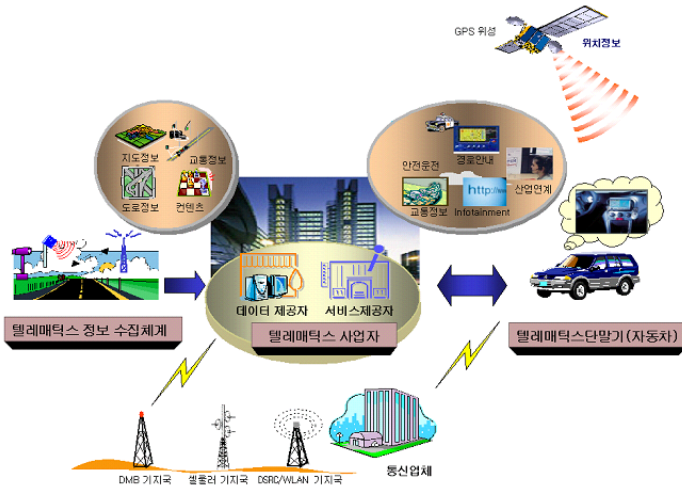 GPS 위성
위치정보
지도정보
교통정보
도로정보
컨텐츠
안전운전
경로안내
산업연계
교통정보
Infotainment
http://we
데이터 제공자
서비스제공자
텔레매틱스 정보 수집체계
텔레매틱스 사업자
텔레매틱스단말기(자동차)
DMB 기지국
셀룰러 기지국
DSRC/WLAN 기지국
통신업체